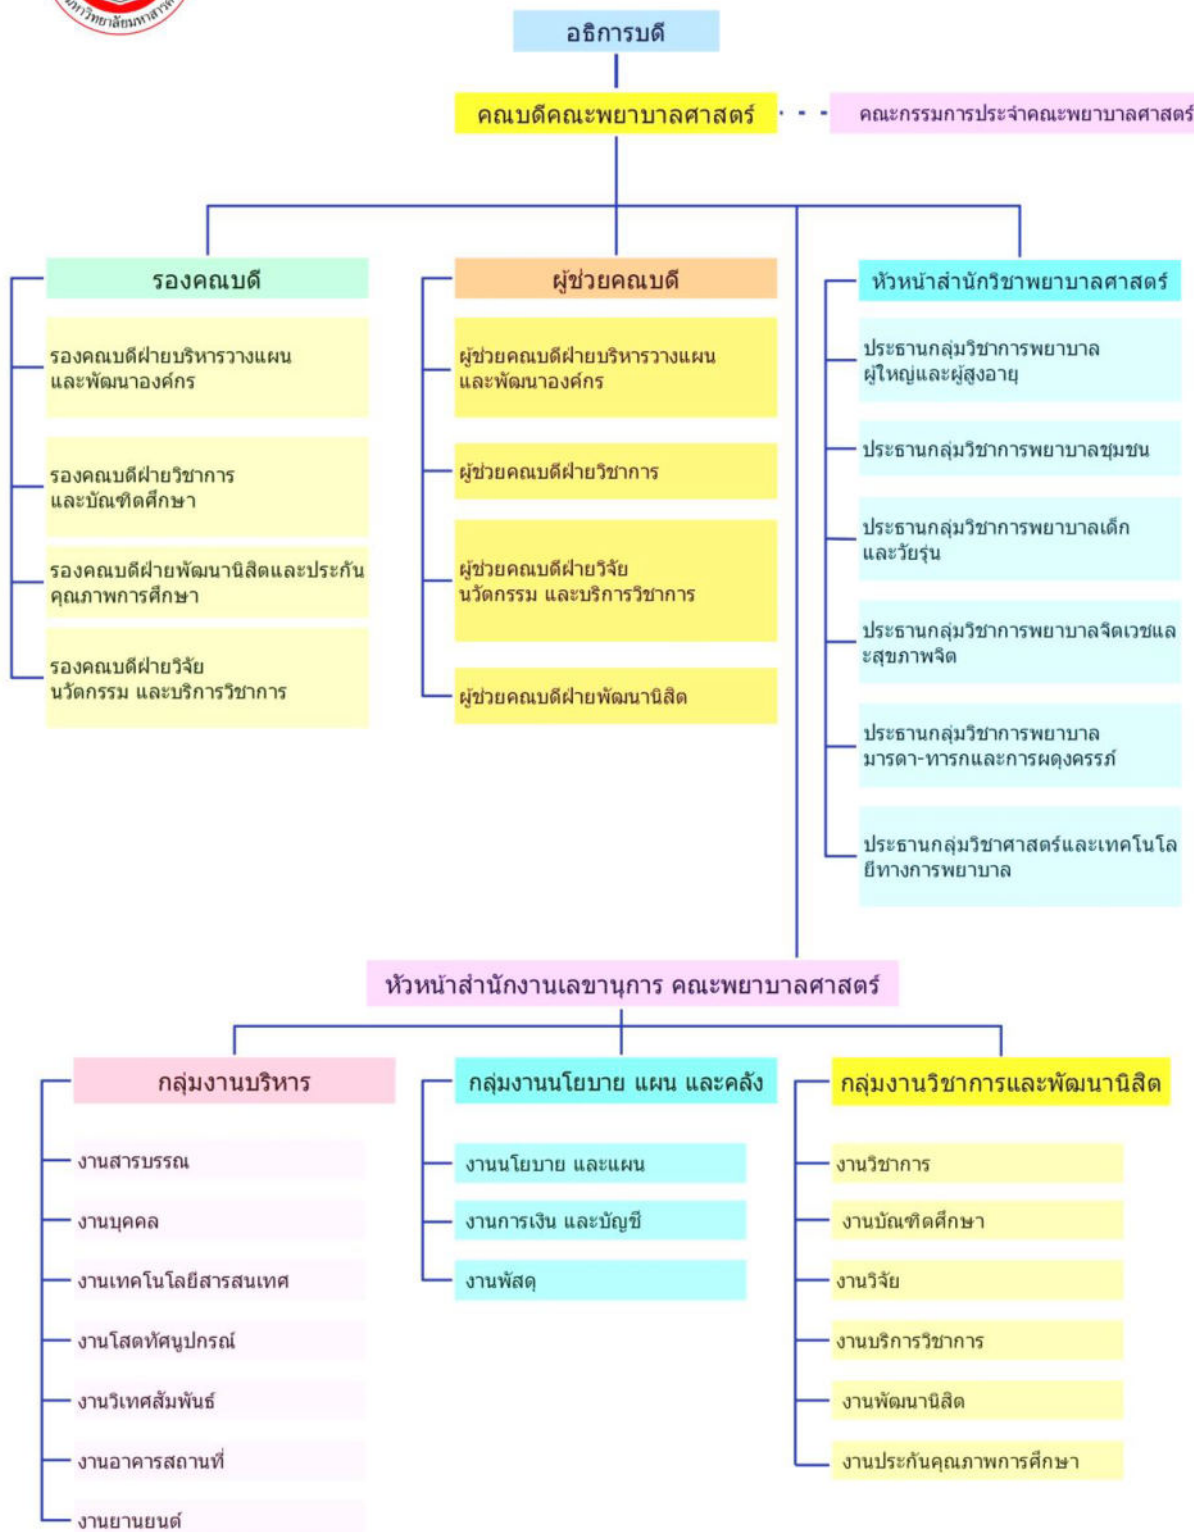 มหาวิทยาลัยมหาสารค
อธิการบดี
คณบดีคณะพยาบาลศาสตร์
คณะกรรมการประจำคณะพยาบาลศาสตร์
รองคณบดี
รองคณบดีฝ่ายบริหารวางแผน
และพัฒนาองค์กร
รองคณบดีฝ่ายวิชาการ
และบัณฑิตศึกษา
รองคณบดีฝ่ายพัฒนานิสิตและประกัน
คุณภาพการศึกษา
รองคณบดีฝ่ายวิจัย
นวัตกรรม และบริการวิชาการ
ผู้ช่วยคณบดี
ผู้ช่วยคณบดีฝ่ายบริหารวางแผน
และพัฒนาองค์กร
ผู้ช่วยคณบดีฝ่ายวิชาการ
ผู้ช่วยคณบดีฝ่ายวิจัย
นวัตกรรม และบริการวิชาการ
ผู้ช่วยคณบดีฝ่ายพัฒนานิสิต
หัวหน้าสำนักวิชาพยาบาลศาสตร์
ประธานกลุ่มวิชาการพยาบาล
ผู้ใหญ่และผู้สูงอายุ
ประธานกลุ่มวิชาการพยาบาลชุมชน
ประธานกลุ่มวิชาการพยาบาลเด็ก
และวัยรุ่น
ประธานกลุ่มวิชาการพยาบาลจิตเวชแล
ะสุขภาพจิต
ประธานกลุ่มวิชาการพยาบาล
มารดา-ทารกและการผดุงครรภ์
ประธานกลุ่มวิชาศาสตร์และเทคโนโล
ยีทางการพยาบาล
หัวหน้าสำนักงานเลขานุการ คณะพยาบาลศาสตร์
กลุ่มงานบริหาร
งานสารบรรณ
งานบุคคล
งานเทคโนโลยีสารสนเทศ
งานโสตทัศนูปกรณ์
งานวิเทศสัมพันธ์
งานอาคารสถานที่
งานยานยนต์
กลุ่มงานนโยบาย แผน และคลัง
งานนโยบาย และแผน
งานการเงิน และบัญชี
งานพัสดุ
กลุ่มงานวิชาการและพัฒนานิสิต
งานวิชาการ
งานบัณฑิตศึกษา
งานวิจัย
งานบริการวิชาการ
งานพัฒนานิสิต
งานประกันคุณภาพการศึกษา